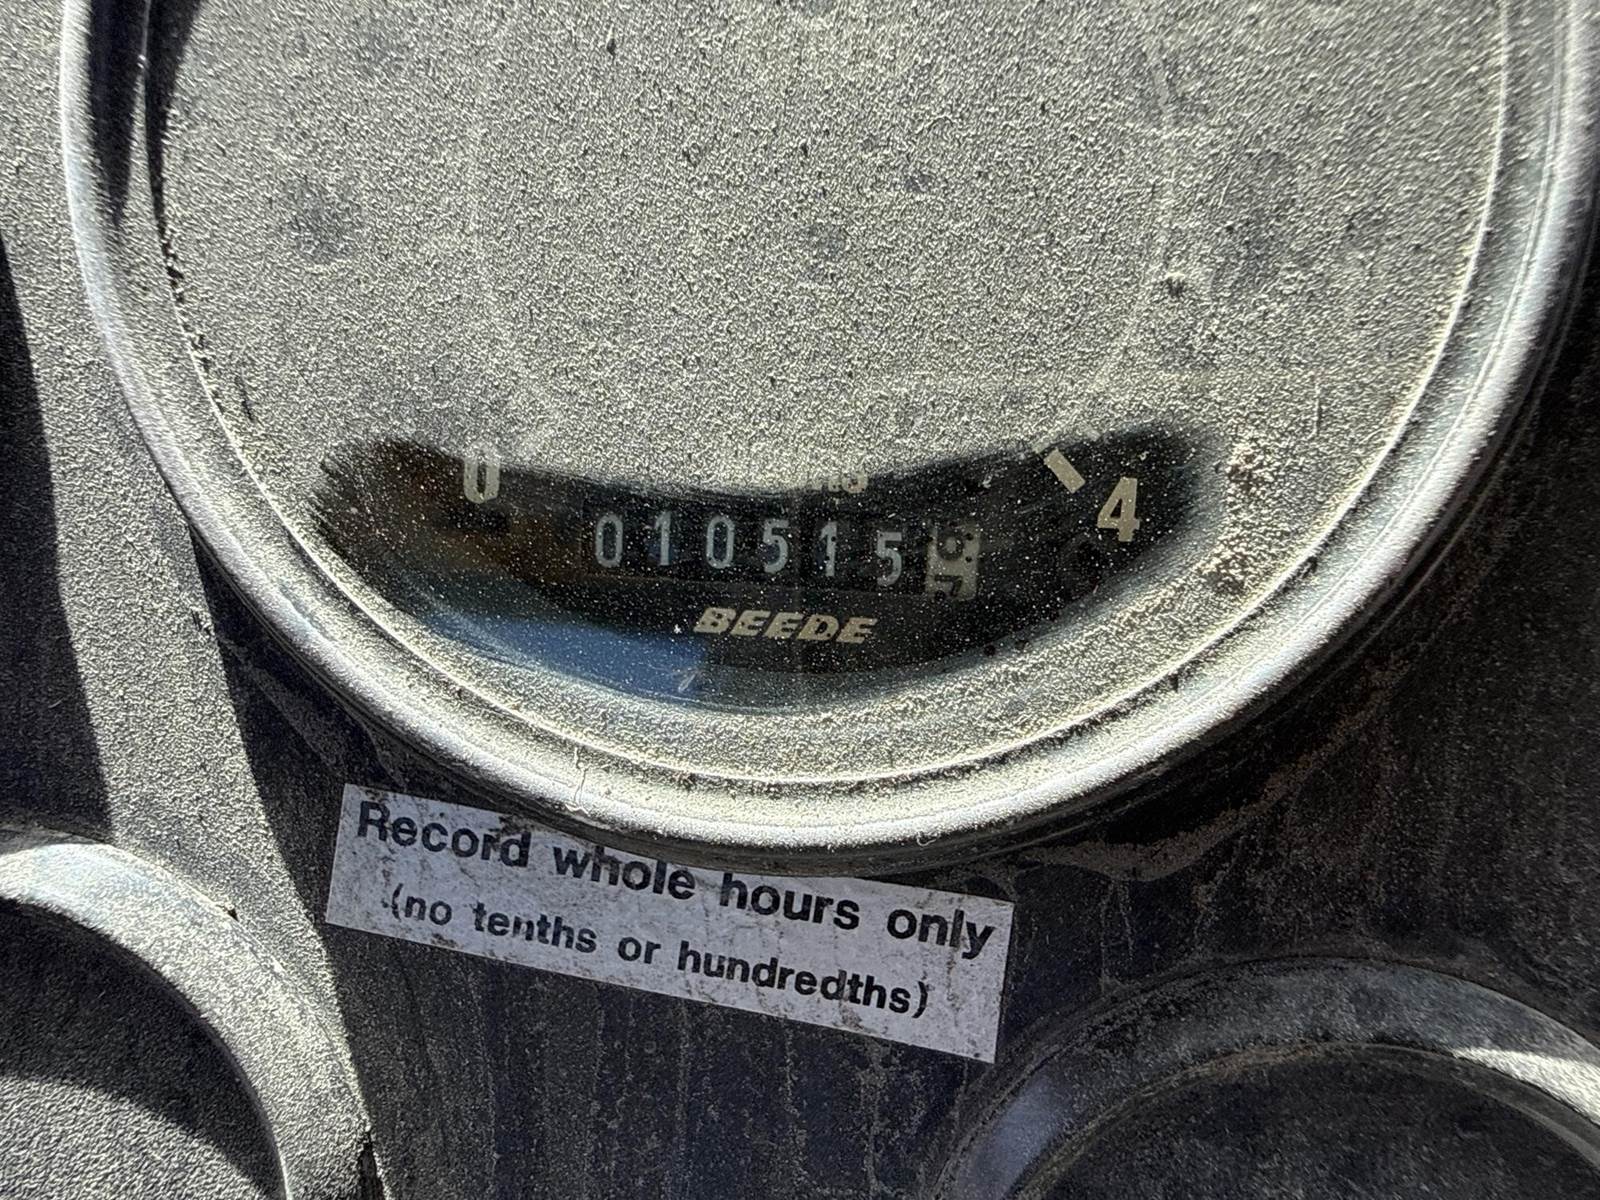 0 4
010515
BEEDE
Record whole hours only
(no tenths or hundredths)